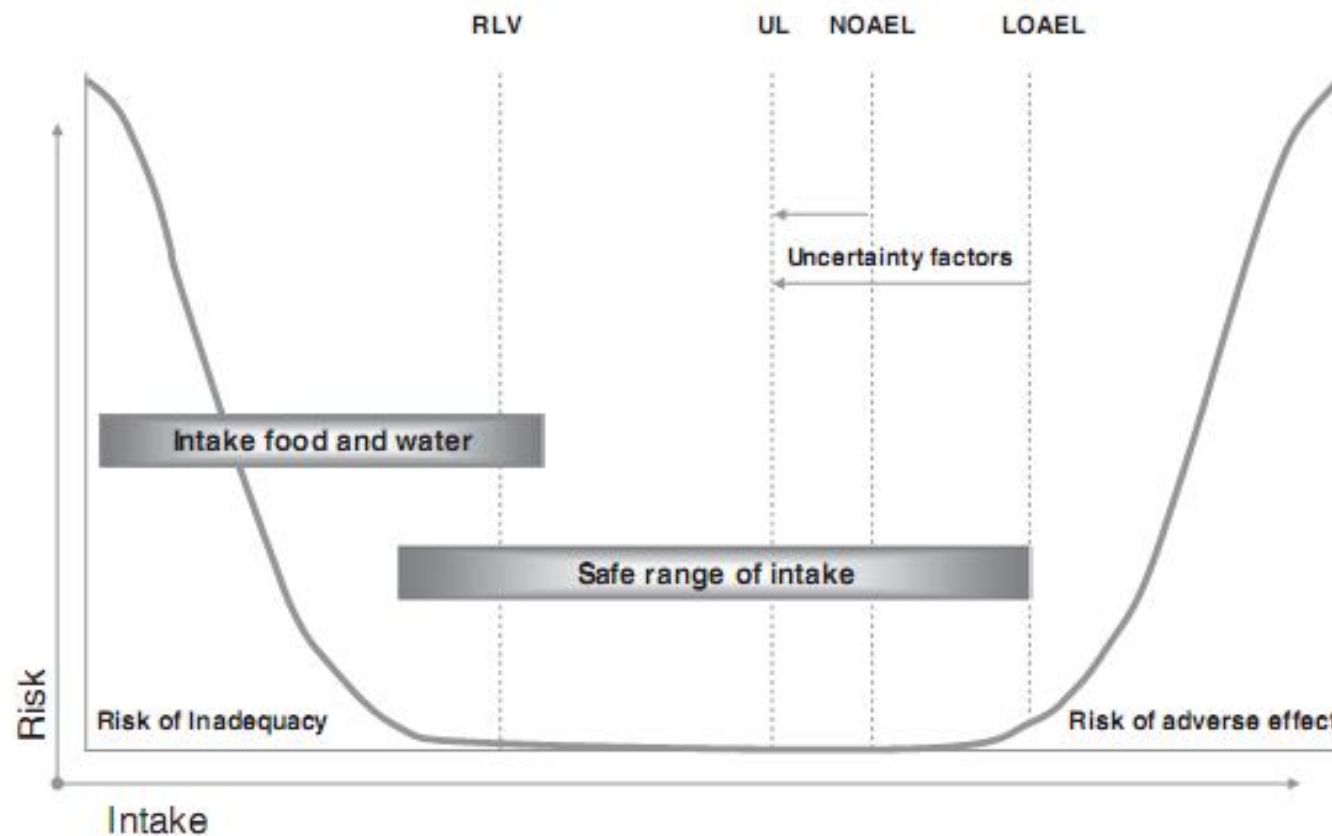 RLV UL NOAEL LOAEL
Uncertainty factors
Intake food and water
Safe range of intake
Risk
Risk of Inadequacy
Risk of adverse effect
Intake